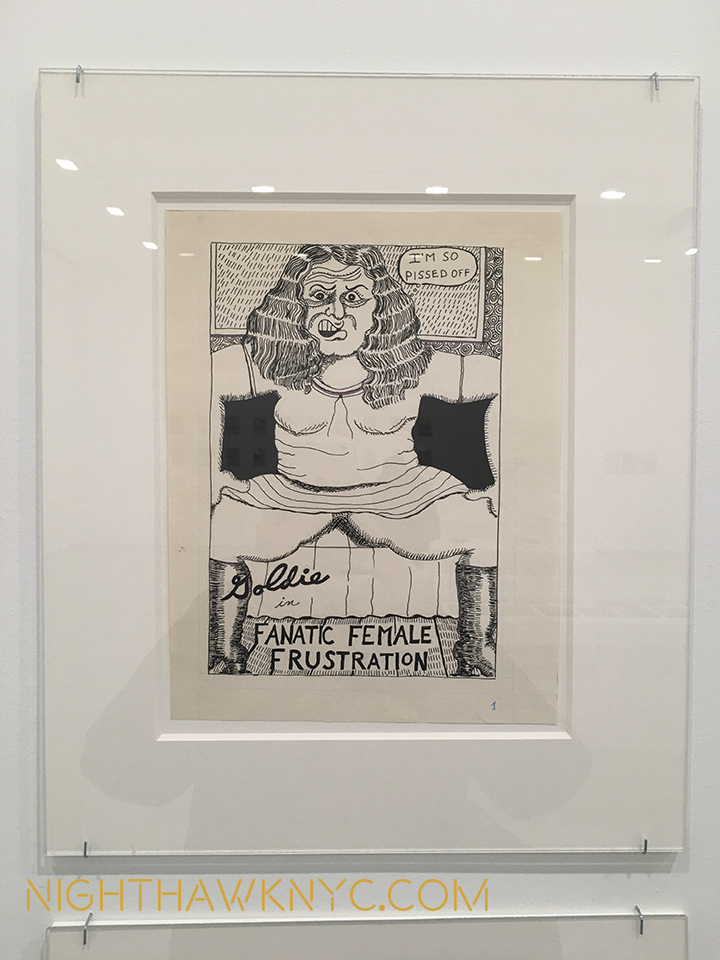 I'M SO
PISSED OFF
Goldie
in
FANATIC FEMALE
FRUSTRATION
1
NIGHTHAWKNYC.COM